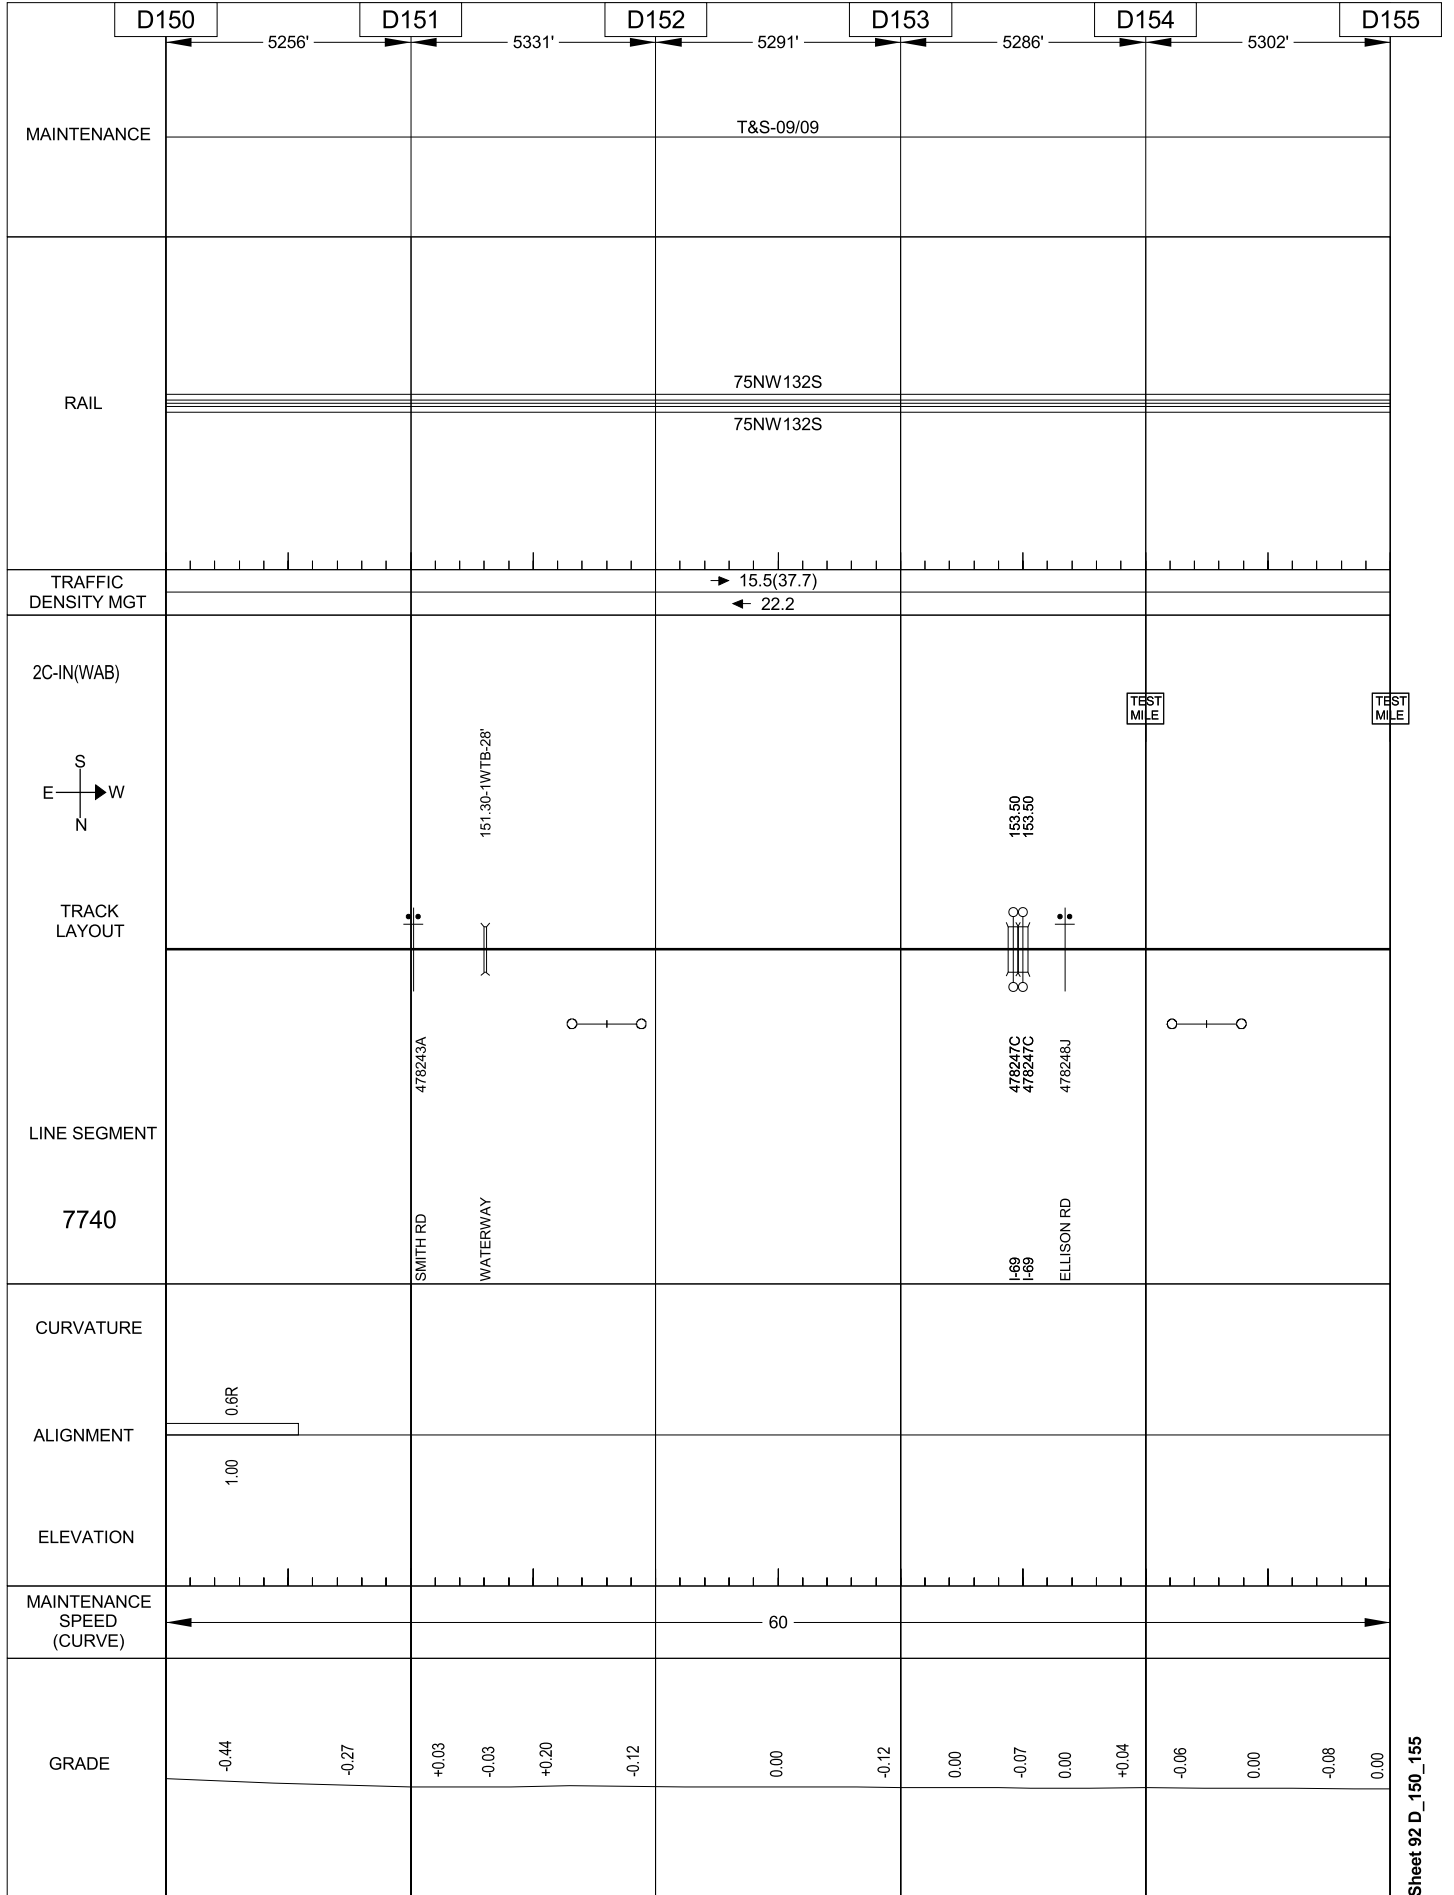 D150
D151
D152
D153
D154
D155
5256'
5331'
5291'
5286'
5302'
MAINTENANCE
T&S-09/09
RAIL
75NW132S
75NW132S
TRAFFIC
DENSITY MGT
15.5(37.7)
22.2
2C-IN(WAB)
TEST
MILE
TEST
MILE
S
E
W
N
151.30-1WTB-28'
153.50
153.50
TRACK
LAYOUT
478243A
478247C
478247C
478248J
LINE SEGMENT
7740
SMITH RD
WATERWAY
I-69
I-69
ELLISON RD
CURVATURE
0.6R
ALIGNMENT
1.00
ELEVATION
MAINTENANCE
SPEED
(CURVE)
60
GRADE
-0.44
-0.27
+0.03
-0.03
+0.20
-0.12
0.00
-0.12
0.00
-0.07
0.00
+0.04
-0.06
0.00
-0.08
0.00
Sheet 92 D_150_155